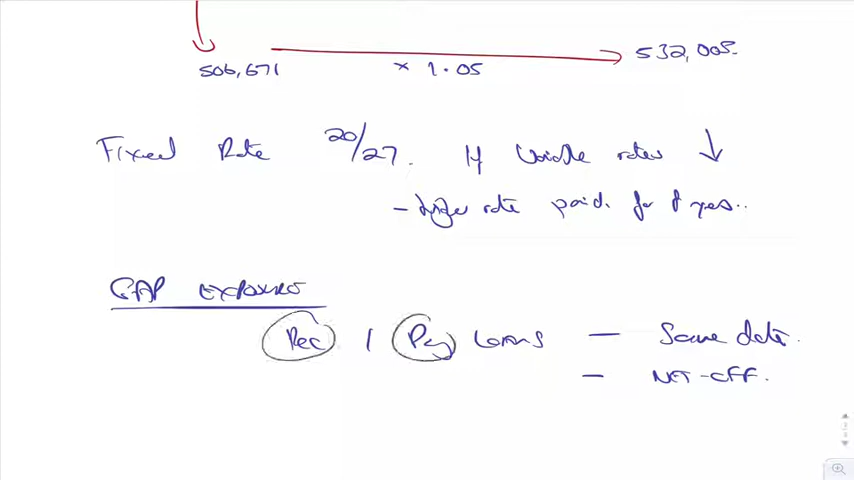 506,671 × 1.05 532,005.
Fixed Rate 20/27. If Variable rates ↓
- Higher rate paid for 8 years..
GAP EXPOSURE
Rec / Pay Loans — Same date.
— NET-OFF.